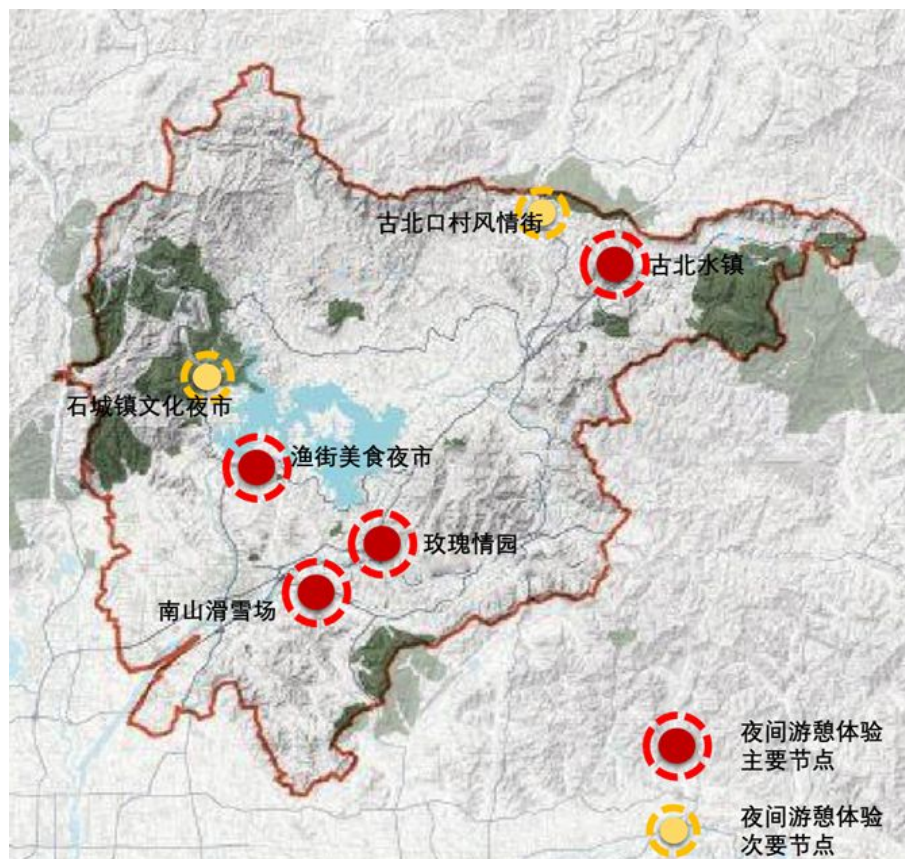 古北口村风情街
古北水镇
石城镇文化夜市
渔街美食夜市
玫瑰情园
南山滑雪场
夜间游憩体验
主要节点
夜间游憩体验
次要节点